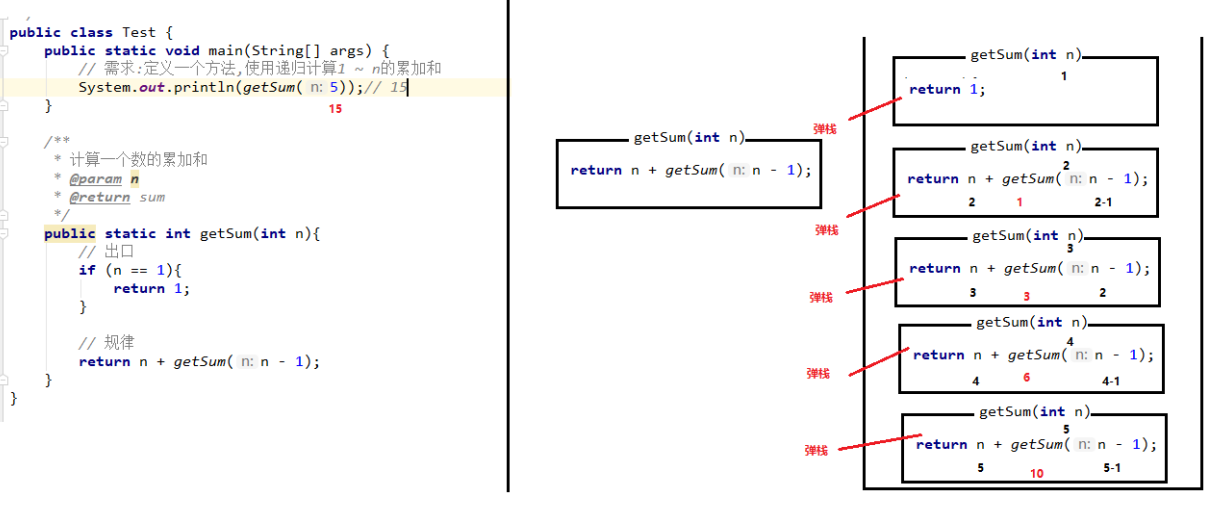 public class Test {
public static void main(String[] args) {
// 需求:定义一个方法,使用递归计算1 ~ n的累加和
System.out.println(getSum( n: 5));// 15
15
}
/**
* 计算一个数的累加和
* @param n
* @return sum
*/
public static int getSum(int n){
// 出口
if (n == 1){
return 1;
}
// 规律
return n + getSum( n: n - 1);
}
}
getSum(int n)
return n + getSum( n: n - 1);
getSum(int n)
1
return 1;
弹栈
getSum(int n)
2
return n + getSum( n: n - 1);
2 1 2-1
弹栈
getSum(int n)
3
return n + getSum( n: n - 1);
3 3 2
弹栈
getSum(int n)
4
return n + getSum( n: n - 1);
4 6 4-1
弹栈
getSum(int n)
5
return n + getSum( n: n - 1);
5 10 5-1
弹栈